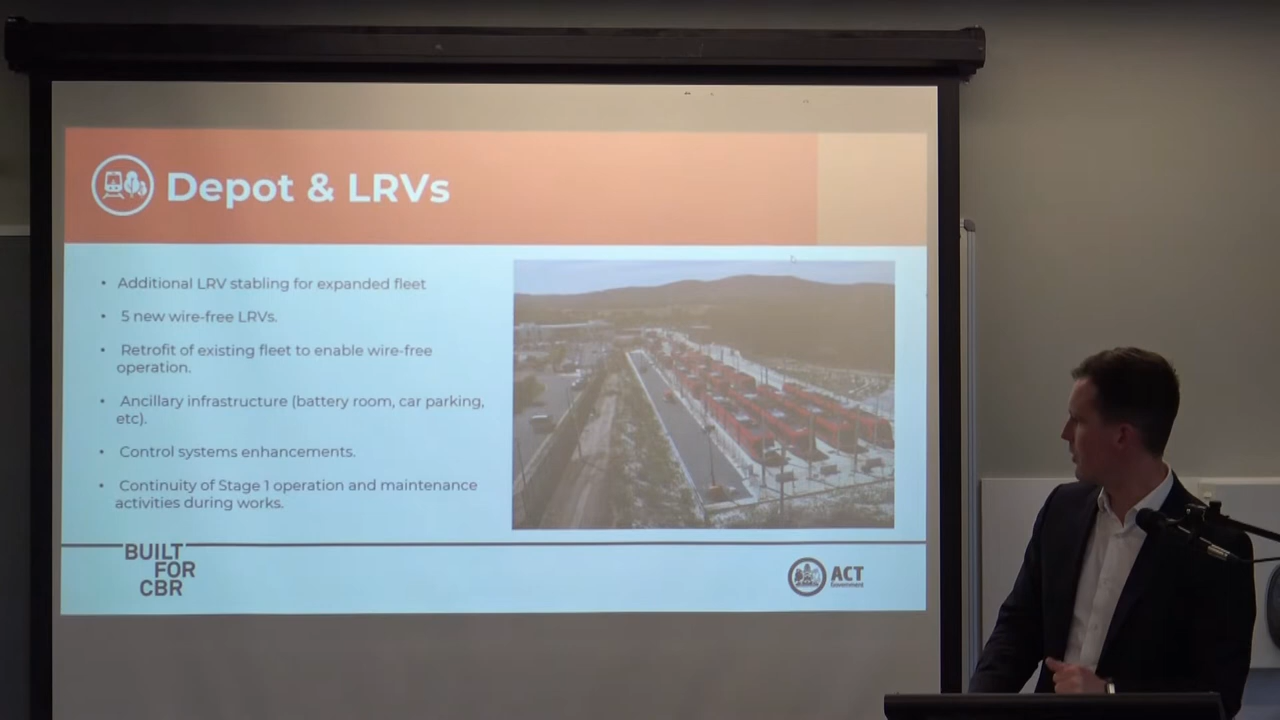 Depot & LRVs
• Additional LRV stabling for expanded fleet
• 5 new wire-free LRVs.
• Retrofit of existing fleet to enable wire-free
operation.
• Ancillary infrastructure (battery room, car parking,
etc).
• Control systems enhancements.
• Continuity of Stage 1 operation and maintenance
activities during works.
BUILT
FOR
CBR
ACT
Government